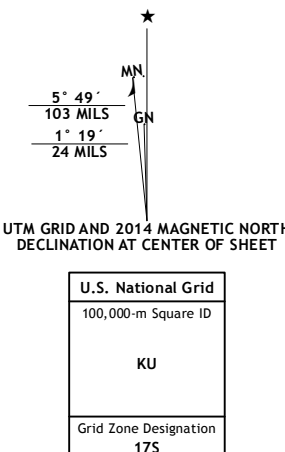 ★
MN
GN
5° 49´
103 MILS
1° 19´
24 MILS
UTM GRID AND 2014 MAGNETIC NORTH
DECLINATION AT CENTER OF SHEET
U.S. National Grid
100,000-m Square ID
KU
Grid Zone Designation
17S